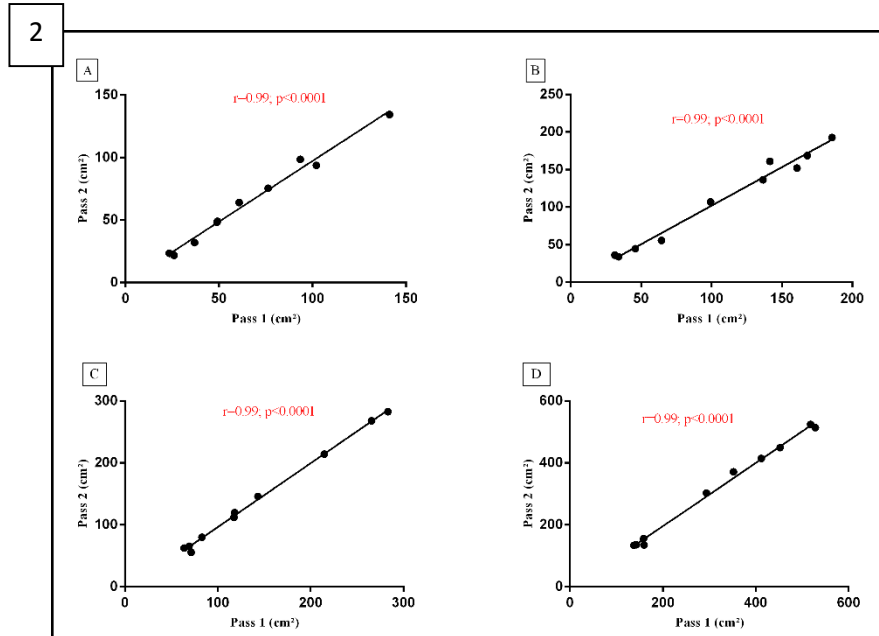 2
A
r=0.99; p<0.0001
150
100
50
0
0 50 100 150
Pass 2 (cm²)
Pass 1 (cm²)
B
r=0.99; p<0.0001
250
200
150
100
50
0
0 50 100 150 200
Pass 2 (cm²)
Pass 1 (cm²)
C
r=0.99; p<0.0001
300
200
100
0
0 100 200 300
Pass 2 (cm²)
Pass 1 (cm²)
D
r=0.99; p<0.0001
600
400
200
0
0 200 400 600
Pass 2 (cm²)
Pass 1 (cm²)